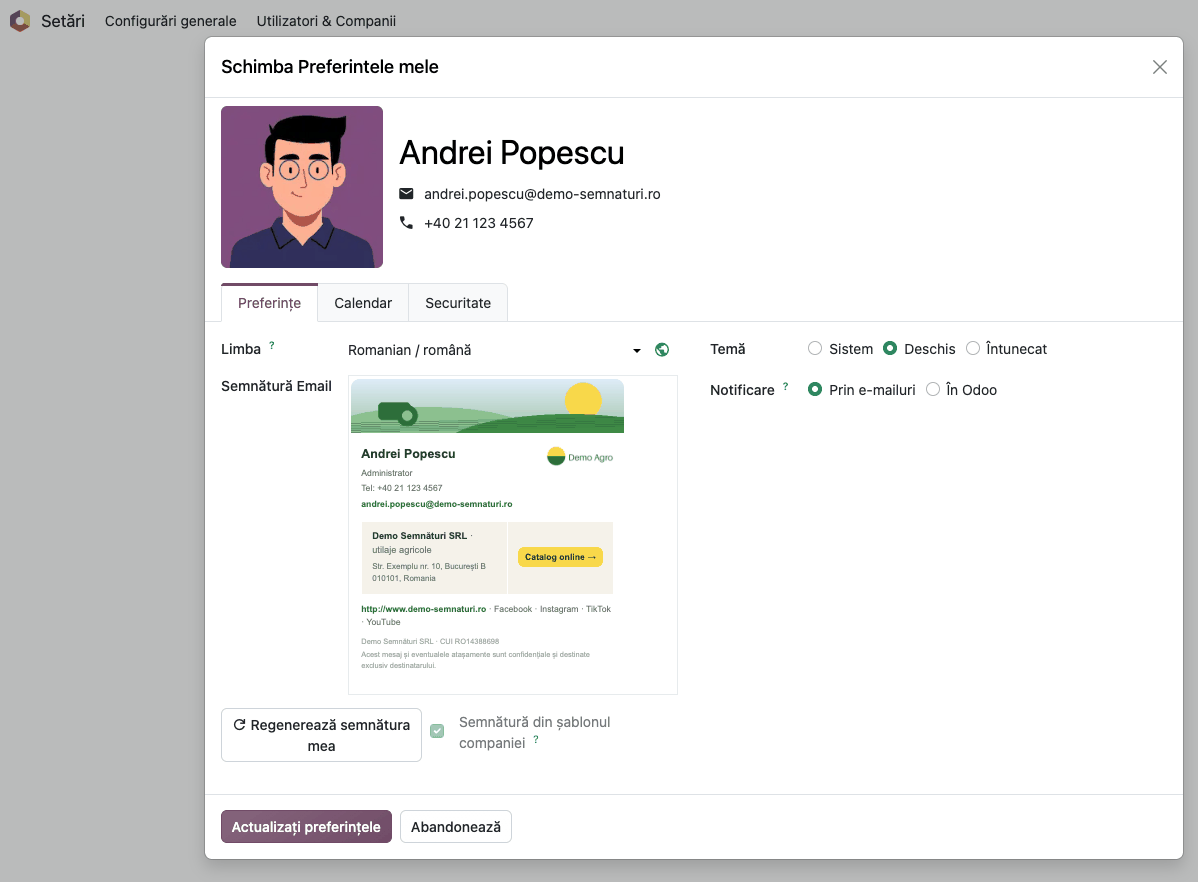 Setări
Configurări generale
Utilizatori & Companii
Schimba Preferintele mele
Andrei Popescu
andrei.popescu@demo-semnaturi.ro
+40 21 123 4567
Preferințe
Calendar
Securitate
Limba ?
Romanian / română
Temă
Sistem
Deschis
Întunecat
Semnătură Email
Notificare ?
Prin e-mailuri
În Odoo
Andrei Popescu
Demo Agro
Administrator
Tel: +40 21 123 4567
andrei.popescu@demo-semnaturi.ro
Demo Semnături SRL ·
utilaje agricole
Str. Exemplu nr. 10, București B
010101, Romania
Catalog online →
http://www.demo-semnaturi.ro · Facebook · Instagram · TikTok
· YouTube
Demo Semnături SRL · CUI RO14388698
Acest mesaj și eventualele atașamente sunt confidențiale și destinate
exclusiv destinatarului.
Regenerează semnătura
mea
Semnătură din șablonul
companiei ?
Actualizați preferințele
Abandonează